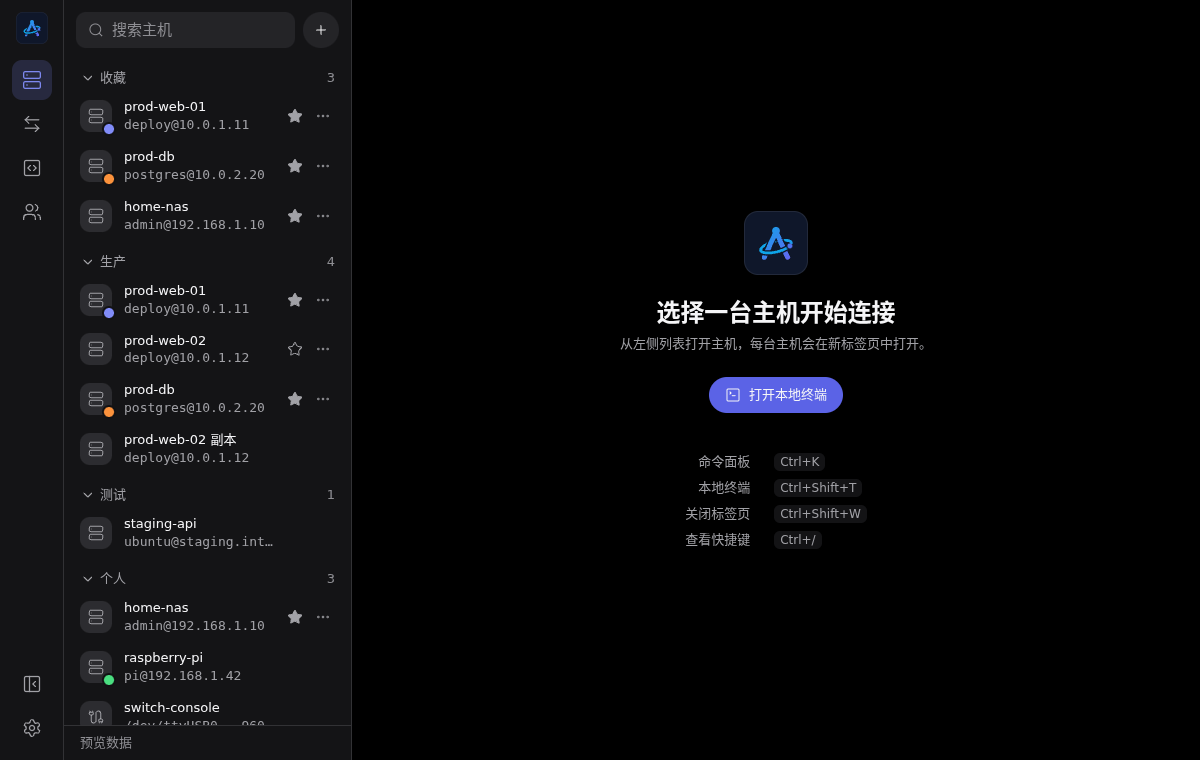 搜索主机
收藏 3
prod-web-01
deploy@10.0.1.11
prod-db
postgres@10.0.2.20
home-nas
admin@192.168.1.10
生产 4
prod-web-01
deploy@10.0.1.11
prod-web-02
deploy@10.0.1.12
prod-db
postgres@10.0.2.20
prod-web-02 副本
deploy@10.0.1.12
测试 1
staging-api
ubuntu@staging.int…
个人 3
home-nas
admin@192.168.1.10
raspberry-pi
pi@192.168.1.42
switch-console
预览数据
选择一台主机开始连接
从左侧列表打开主机，每台主机会在新标签页中打开。
打开本地终端
命令面板 Ctrl+K
本地终端 Ctrl+Shift+T
关闭标签页 Ctrl+Shift+W
查看快捷键 Ctrl+/